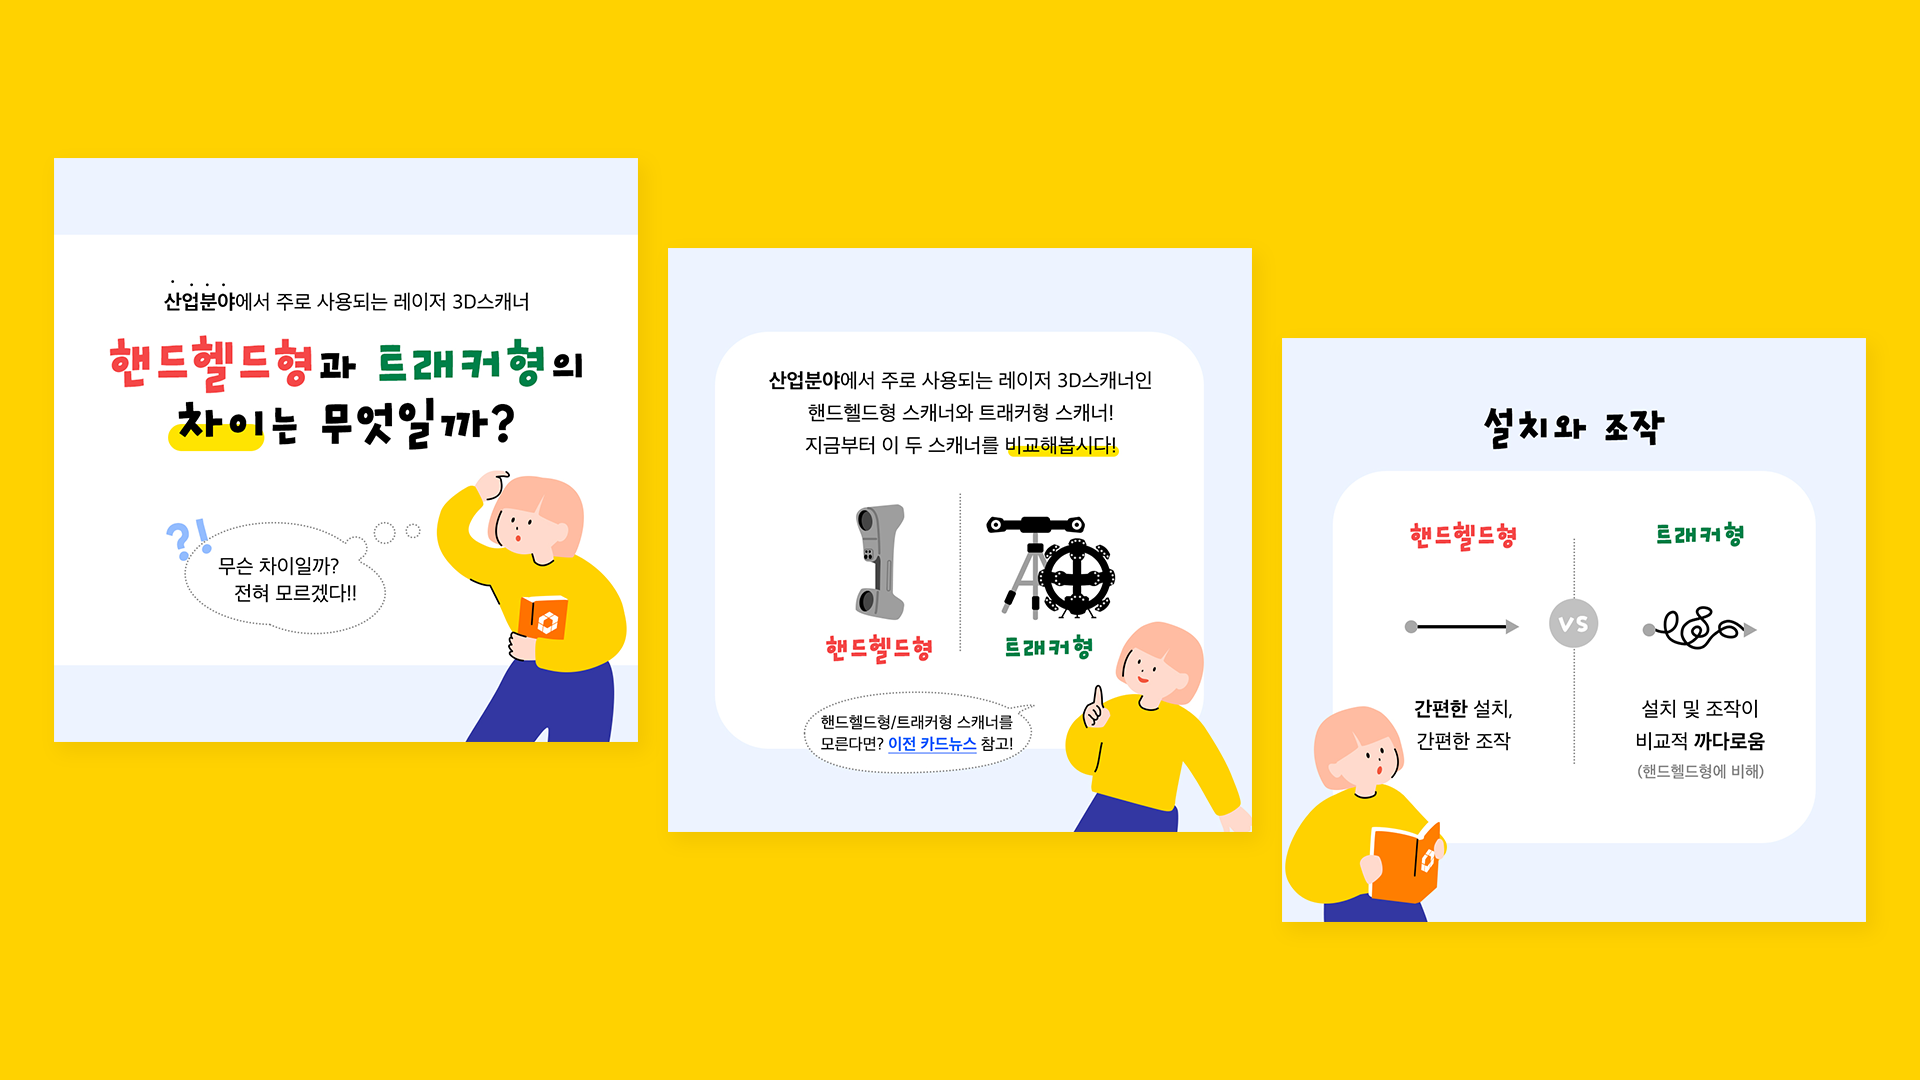 산업분야에서 주로 사용되는 레이저 3D스캐너
핸드헬드형과 트래커형의
차이는 무엇일까?
?!
무슨 차이일까?
전혀 모르겠다!!
산업분야에서 주로 사용되는 레이저 3D스캐너인
핸드헬드형 스캐너와 트래커형 스캐너!
지금부터 이 두 스캐너를 비교해봅시다!
핸드헬드형
트래커형
핸드헬드형/트래커형 스캐너를
모른다면? 이전 카드뉴스 참고!
설치와 조작
핸드헬드형
트래커형
VS
간편한 설치,
간편한 조작
설치 및 조작이
비교적 까다로움
(핸드헬드형에 비해)